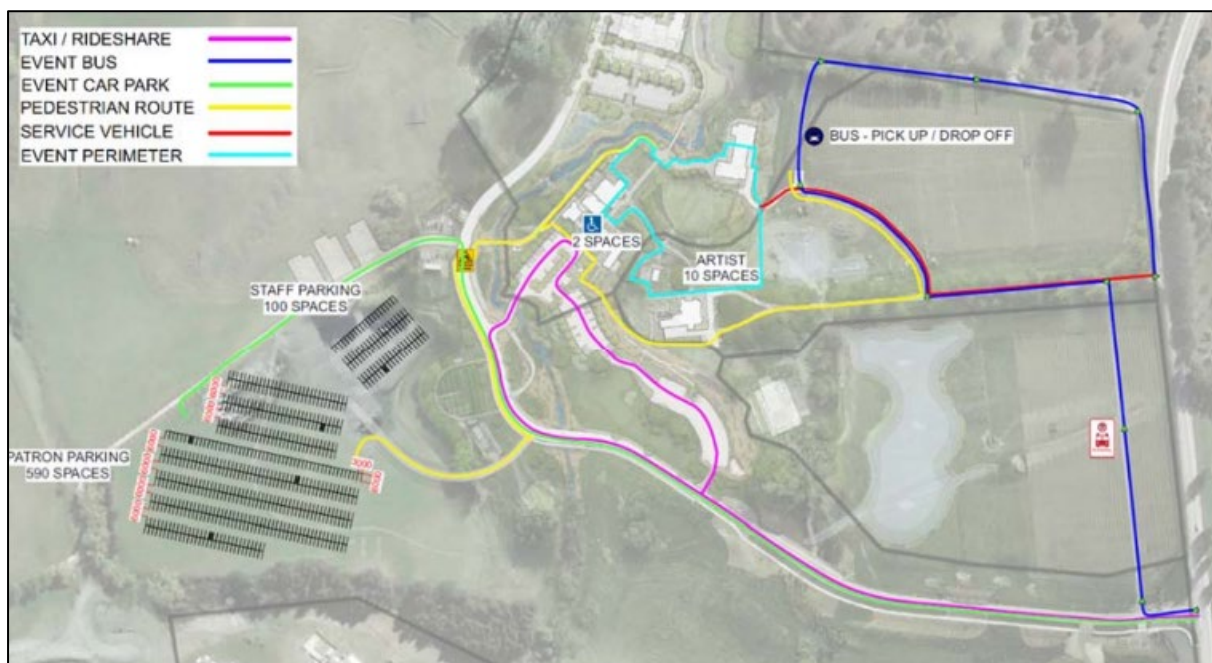 TAXI / RIDESHARE
EVENT BUS
EVENT CAR PARK
PEDESTRIAN ROUTE
SERVICE VEHICLE
EVENT PERIMETER
BUS - PICK UP / DROP OFF
2 SPACES
ARTIST
10 SPACES
STAFF PARKING
100 SPACES
PATRON PARKING
590 SPACES